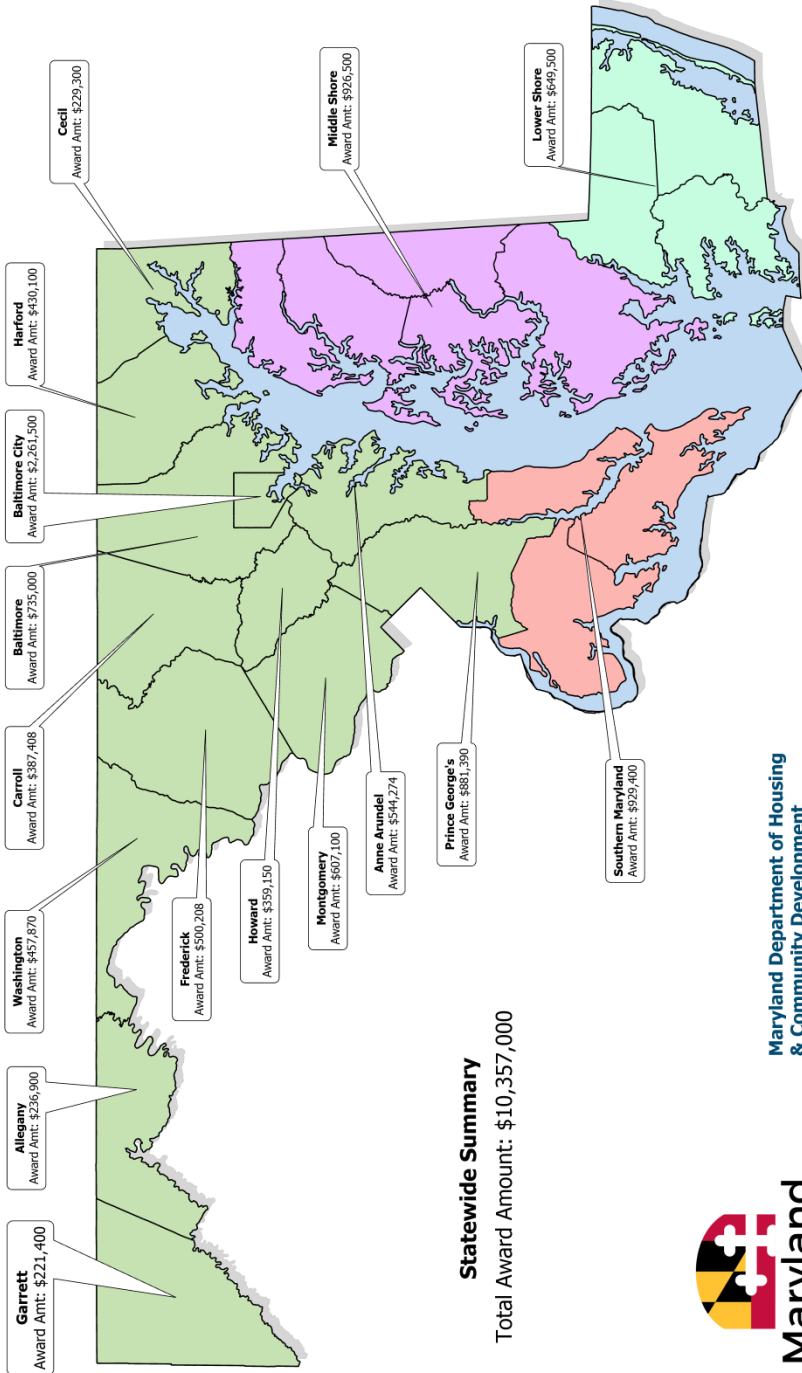 Garrett
Award Amt: $221,400
Allegany
Award Amt: $236,900
Washington
Award Amt: $457,870
Carroll
Award Amt: $387,408
Baltimore
Award Amt: $735,000
Baltimore City
Award Amt: $2,261,500
Harford
Award Amt: $430,100
Cecil
Award Amt: $229,300
Frederick
Award Amt: $500,208
Howard
Award Amt: $359,150
Montgomery
Award Amt: $607,100
Anne Arundel
Award Amt: $544,274
Prince George's
Award Amt: $881,390
Southern Maryland
Award Amt: $929,400
Middle Shore
Award Amt: $926,500
Lower Shore
Award Amt: $649,500
Statewide Summary
Total Award Amount: $10,357,000
Maryland
Maryland Department of Housing
& Community Development